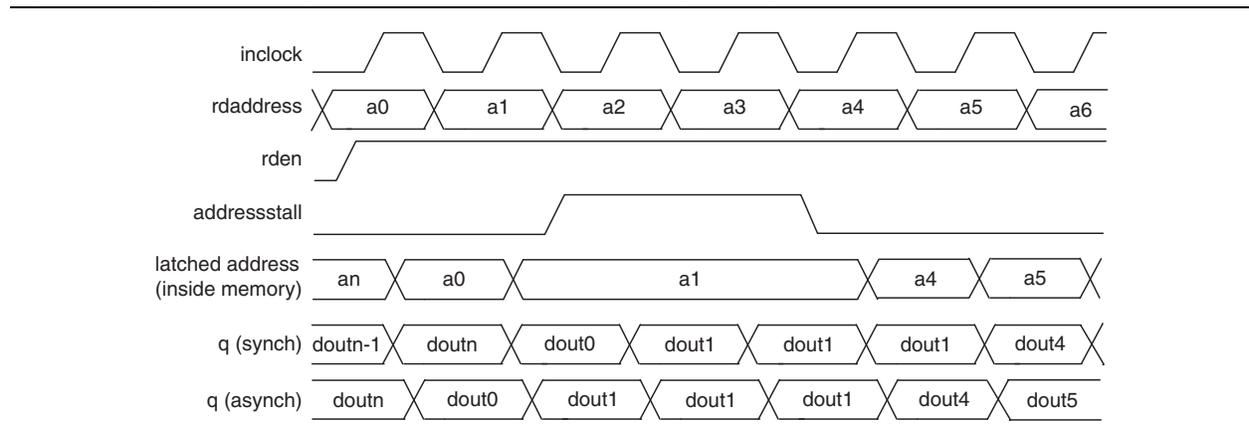 inclock
rdaddress a0 a1 a2 a3 a4 a5 a6
rden
addressstall
latched address
(inside memory) an a0 a1 a4 a5
q (synch) doutn-1 doutn dout0 dout1 dout1 dout1 dout4
q (asynch) doutn dout0 dout1 dout1 dout1 dout4 dout5